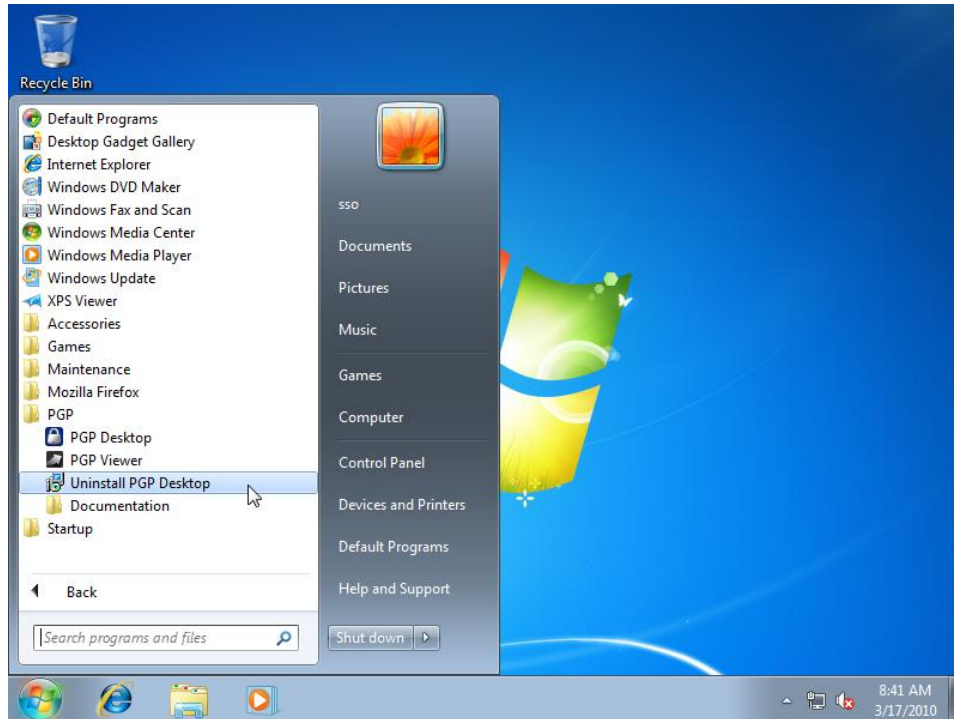 Recycle Bin
Default Programs
Desktop Gadget Gallery
Internet Explorer
Windows DVD Maker
Windows Fax and Scan
Windows Media Center
Windows Media Player
Windows Update
XPS Viewer
Accessories
Games
Maintenance
Mozilla Firefox
PGP
PGP Desktop
PGP Viewer
Uninstall PGP Desktop
Documentation
Startup
Back
Search programs and files
sso
Documents
Pictures
Music
Games
Computer
Control Panel
Devices and Printers
Default Programs
Help and Support
Shut down
8:41 AM
3/17/2010